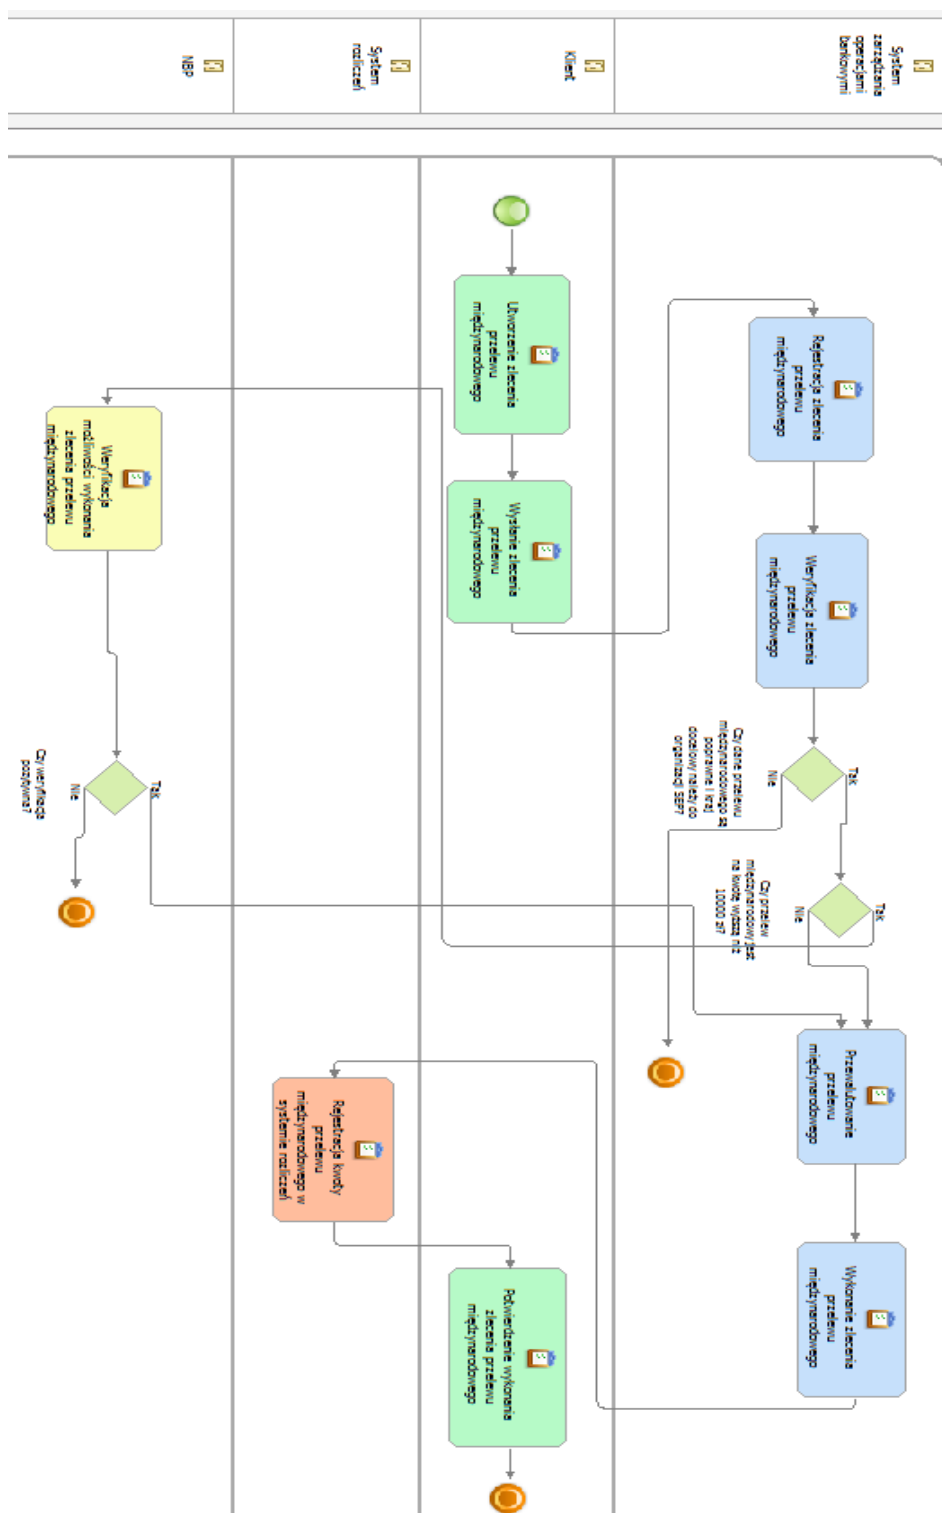 System
zarządzania
operacjami
bankowymi
Klient
System
rozliczeń
NBP
Rejestracja zlecenia
przelewu
międzynarodowego
Weryfikacja zlecenia
przelewu
międzynarodowego
Czy dane przelewu
międzynarodowego są
poprawne i kraj
docelowy należy do
organizacji SEP?
Tak
Nie
Czy przelew
międzynarodowy jest
na kwotę wyższą niż
10000 zł?
Tak
Nie
Przewalutowanie
przelewu
międzynarodowego
Wykonanie zlecenia
przelewu
międzynarodowego
Utworzenie zlecenia
przelewu
międzynarodowego
Wysłanie zlecenia
przelewu
międzynarodowego
Potwierdzenie wykonania
zlecenia przelewu
międzynarodowego
Rejestracja kwoty
przelewu
międzynarodowego w
systemie rozliczeń
Weryfikacja
możliwości wykonania
zlecenia przelewu
międzynarodowego
Tak
Nie
Czy weryfikacja
pozytywna?